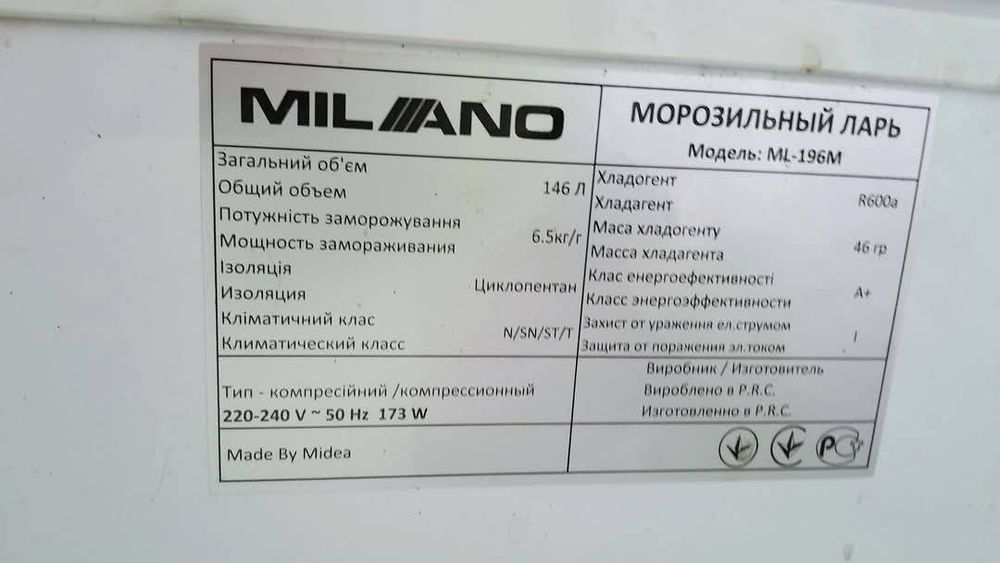 MILANO
МОРОЗИЛЬНЫЙ ЛАРЬ
Модель: ML-196M
Загальний об'єм
Общий объем 146 Л
Потужність заморожування
Мощность замораживания 6.5кг/г
Ізоляція
Изоляция Циклопентан
Кліматичний клас
Климатический класс N/SN/ST/T
Хладогент
Хладагент R600a
Маса хладогенту
Масса хладагента 46 гр
Клас енергоефективності
Класс энергоэффективности A+
Захист от ураження ел.струмом
Защита от поражения эл.током I
Тип - компресійний /компрессионный
220-240 V ~ 50 Hz 173 W
Виробник / Изготовитель
Вироблено в P.R.C.
Изготовленно в P.R.C.
Made By Midea